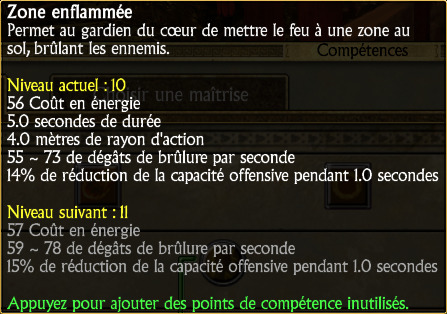 Zone enflammée
Permet au gardien du cœur de mettre le feu à une zone au
sol, brûlant les ennemis.
Compétences
Niveau actuel : 10
Choisir une maîtrise
56 Coût en énergie
5.0 secondes de durée
4.0 mètres de rayon d'action
55 ~ 73 de dégâts de brûlure par seconde
14% de réduction de la capacité offensive pendant 1.0 secondes
Niveau suivant : 11
57 Coût en énergie
59 ~ 78 de dégâts de brûlure par seconde
15% de réduction de la capacité offensive pendant 1.0 secondes
Appuyez pour ajouter des points de compétence inutilisés.